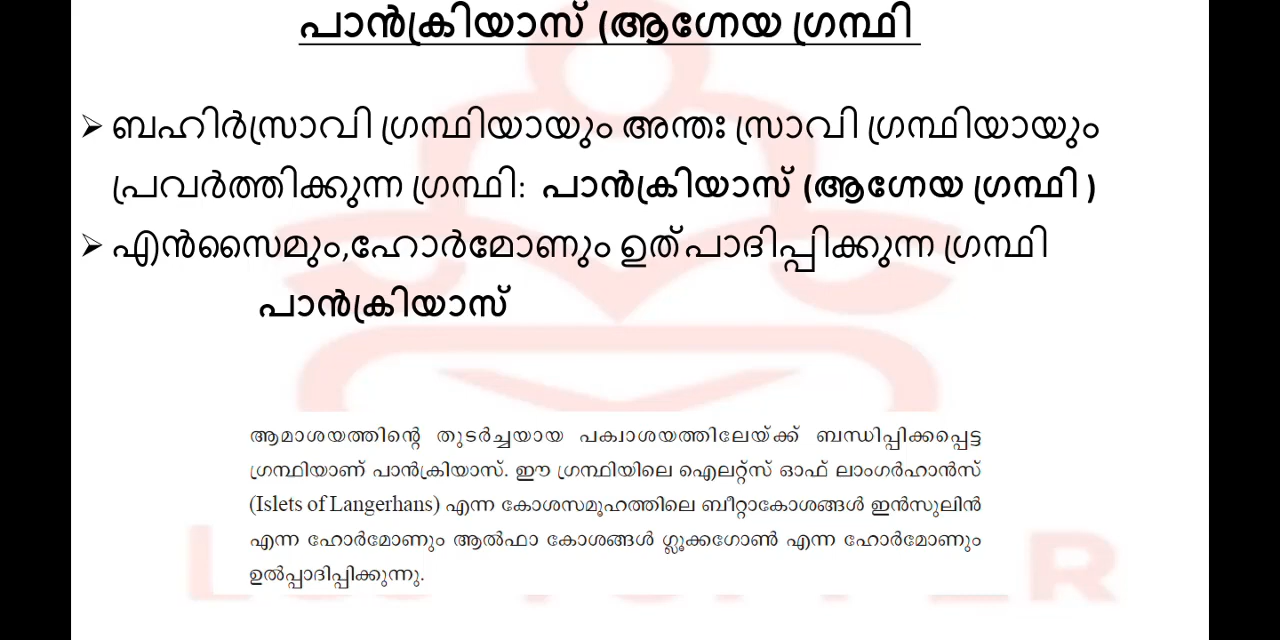 പാൻക്രിയാസ് (ആഗ്നേയ ഗ്രന്ഥി
➢ ബഹിർസ്രാവി ഗ്രന്ഥിയായും അന്തഃ സ്രാവി ഗ്രന്ഥിയായും
പ്രവർത്തിക്കുന്ന ഗ്രന്ഥി: പാൻക്രിയാസ് (ആഗ്നേയ ഗ്രന്ഥി )
➢ എൻസൈമും,ഹോർമോണും ഉത്പാദിപ്പിക്കുന്ന ഗ്രന്ഥി
പാൻക്രിയാസ്
ആമാശയത്തിന്റെ തുടർച്ചയായ പക്വാശയത്തിലേയ്ക്ക് ബന്ധിപ്പിക്കപ്പെട്ട
ഗ്രന്ഥിയാണ് പാൻക്രിയാസ്. ഈ ഗ്രന്ഥിയിലെ ഐലറ്റ്സ് ഓഫ് ലാംഗർഹാൻസ്
(Islets of Langerhans) എന്ന കോശസമൂഹത്തിലെ ബീറ്റാകോശങ്ങൾ ഇൻസുലിൻ
എന്ന ഹോർമോണും ആൽഫാ കോശങ്ങൾ ഗ്ലൂക്കഗോൺ എന്ന ഹോർമോണും
ഉൽപ്പാദിപ്പിക്കുന്നു.